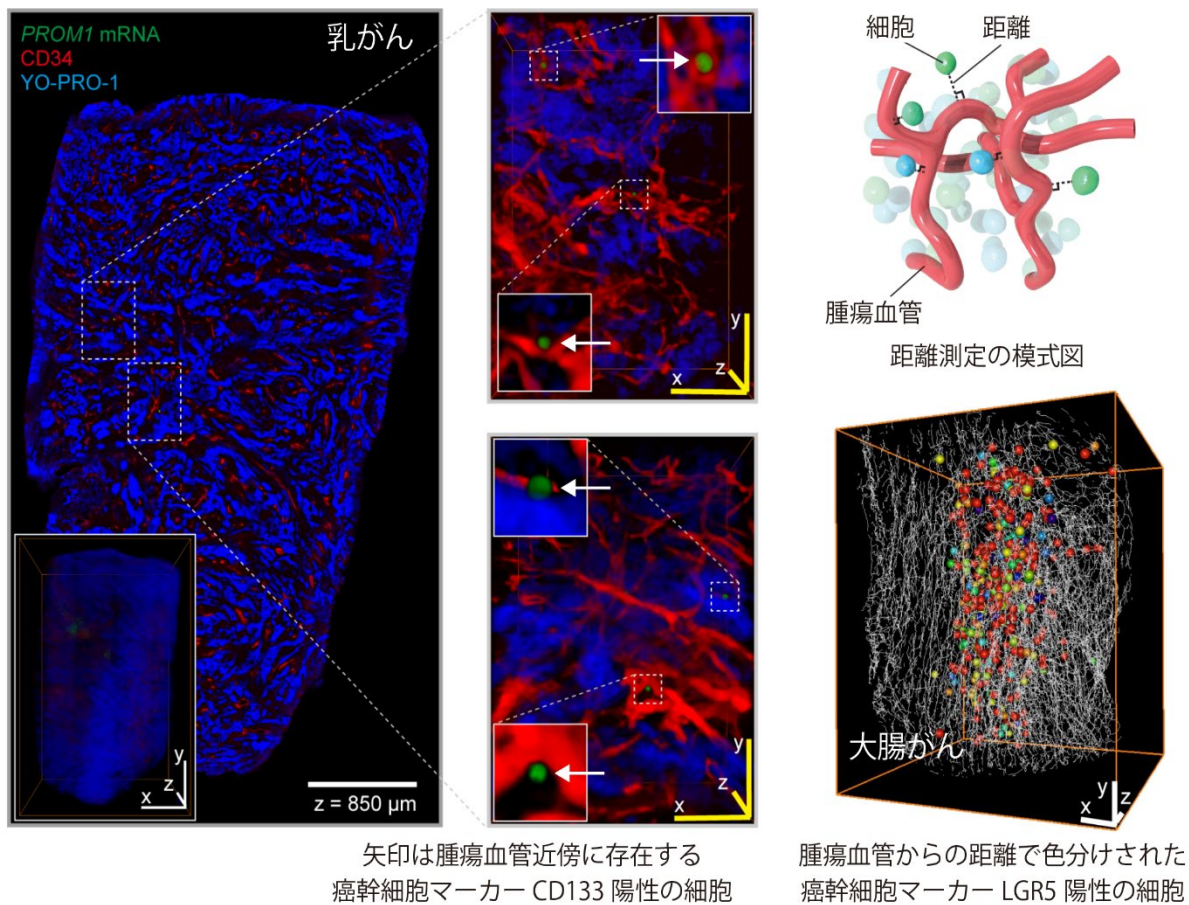 PROM1 mRNA
CD34
YO-PRO-1
乳がん
x
y
z
z = 850 µm
y
z
x
y
z
x
矢印は腫瘍血管近傍に存在する
癌幹細胞マーカー CD133 陽性の細胞
細胞
距離
腫瘍血管
距離測定の模式図
大腸がん
y
x
z
腫瘍血管からの距離で色分けされた
癌幹細胞マーカー LGR5 陽性の細胞